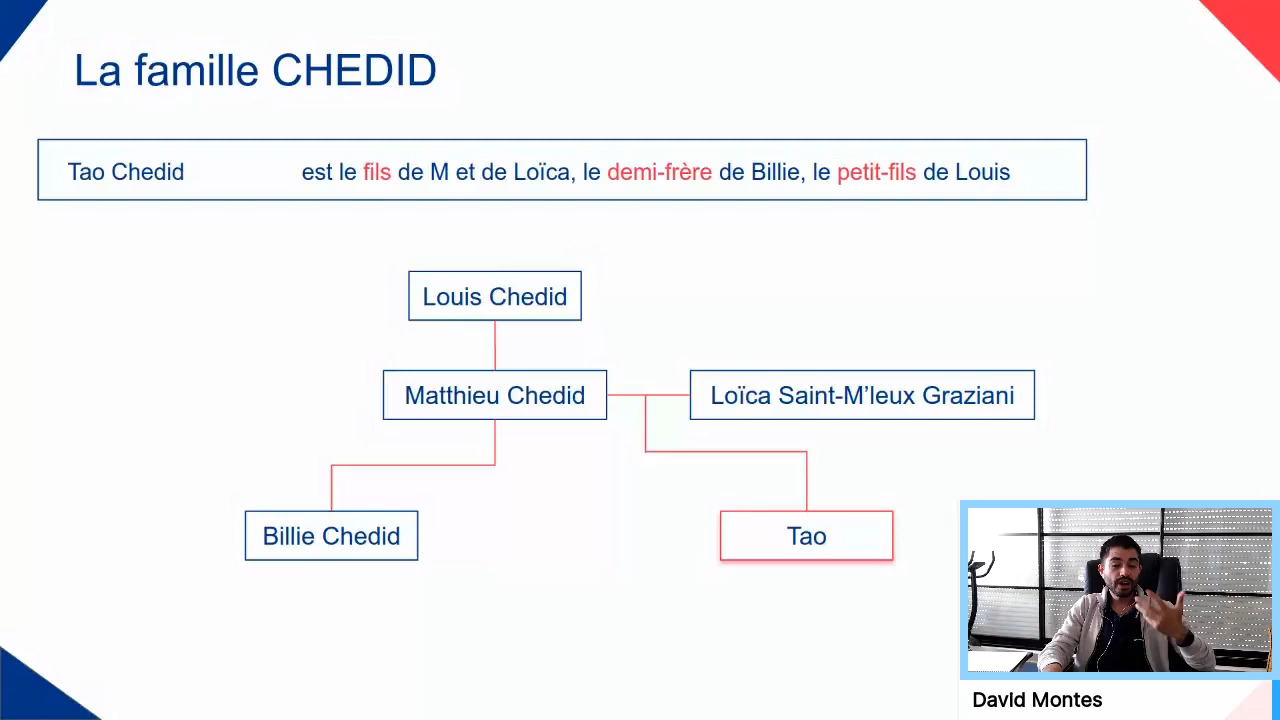 La famille CHEDID
Tao Chedid est le fils de M et de Loïca, le demi-frère de Billie, le petit-fils de Louis
Louis Chedid
Matthieu Chedid
Loïca Saint-M’leux Graziani
Billie Chedid
Tao
David Montes